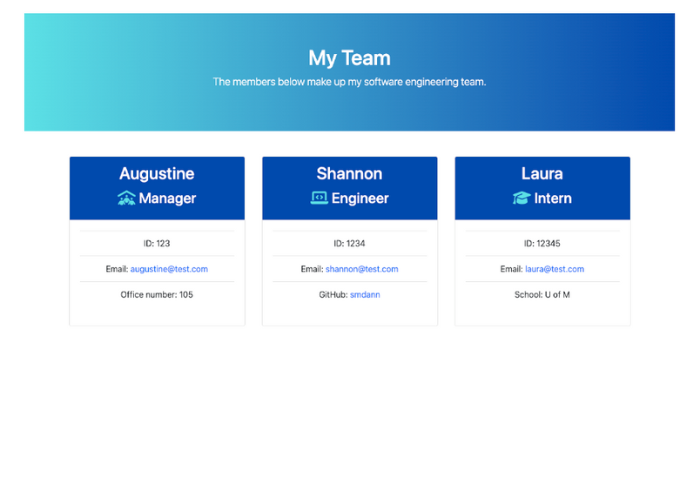 My Team
The members below make up my software engineering team.
Augustine
Manager
ID: 123
Email: augustine@test.com
Office number: 105
Shannon
Engineer
ID: 1234
Email: shannon@test.com
GitHub: smdann
Laura
Intern
ID: 12345
Email: laura@test.com
School: U of M